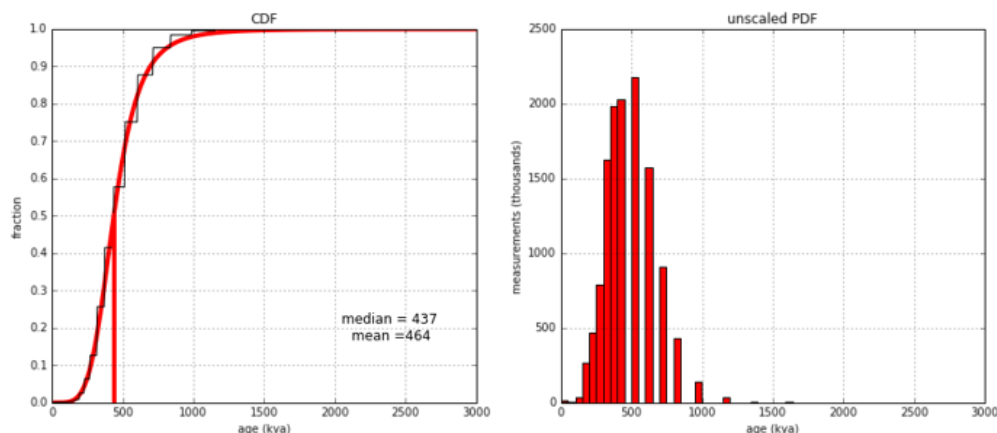 CDF
1.0
0.9
0.8
0.7
0.6
0.5
0.4
0.3
0.2
0.1
0.0
fraction
median = 437
mean =464
0 500 1000 1500 2000 2500 3000
age (kya)
unscaled PDF
2500
2000
1500
1000
500
0
measurements (thousands)
0 500 1000 1500 2000 2500 3000
age (kya)